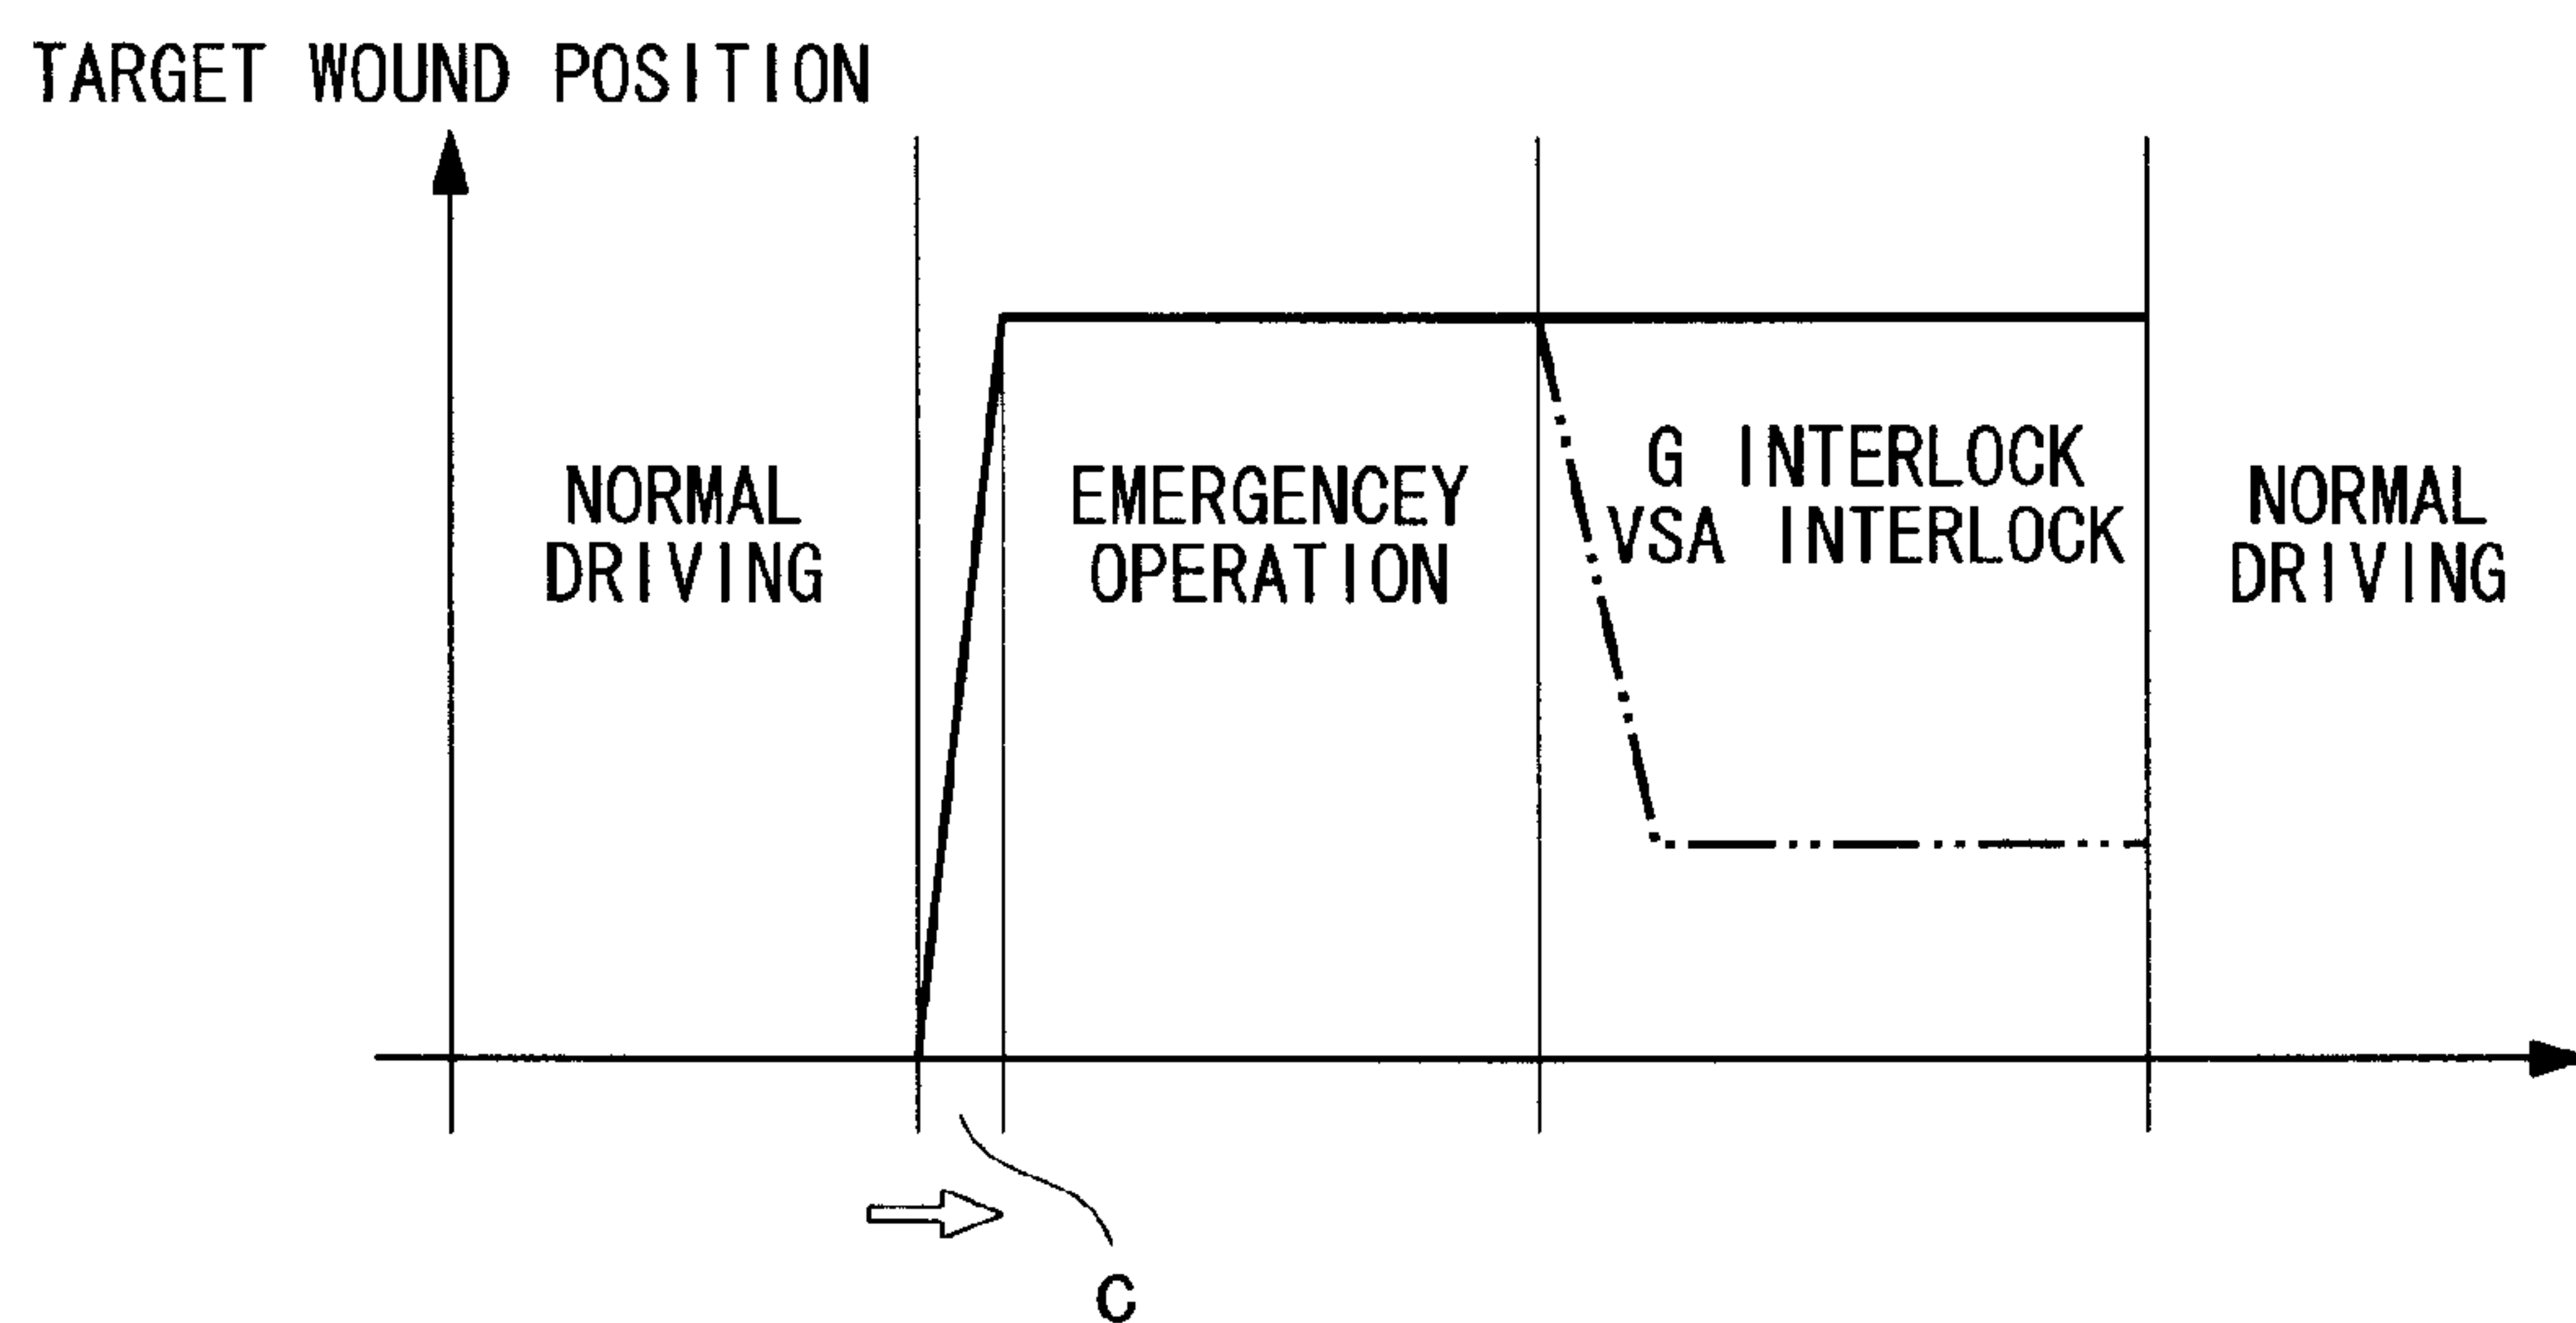 TARGET WOUND POSITION
NORMAL
DRIVING
EMERGENCEY
OPERATION
G INTERLOCK
VSA INTERLOCK
NORMAL
DRIVING
C